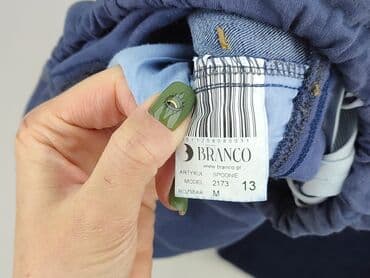 BRANCO
www.branco.pl
ARTYKUŁ SPODNIE
MODEL 2173 13
ROZMIAR M